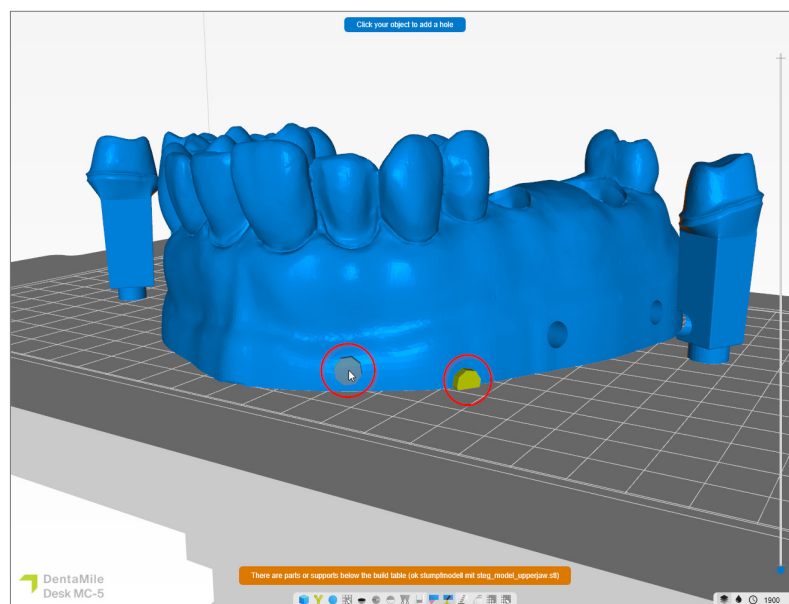 Click your object to add a hole
There are parts or supports below the build table (ok stumpfmodell mit steg_model_upperjaw.stl)
DentaMile
Desk MC-5
1900